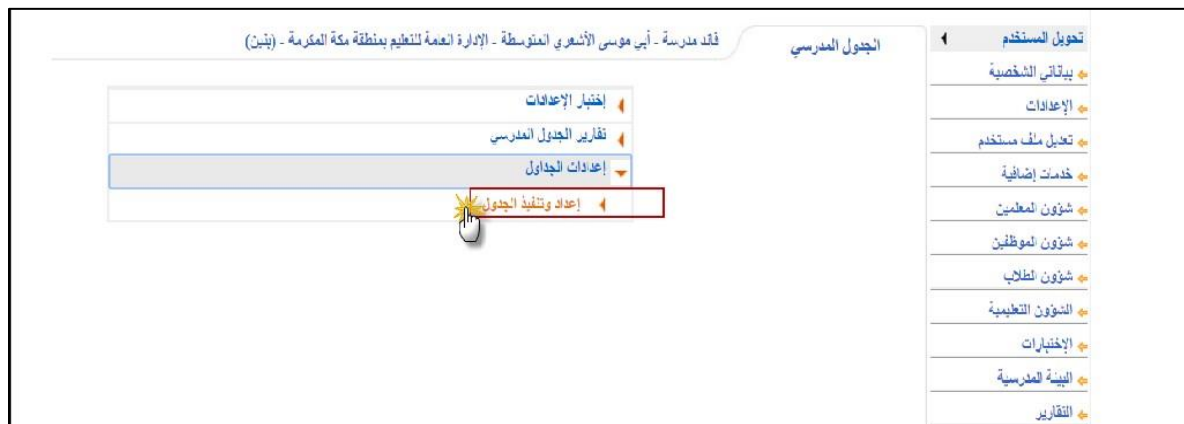 تحويل المستخدم
بياناتي الشخصية
الإعدادات
تعديل ملف مستخدم
خدمات إضافية
شؤون المعلمين
شؤون الموظفين
شؤون الطلاب
الشؤون التعليمية
الإختبارات
البيئة المدرسية
التقارير
الجدول المدرسي
قائد مدرسة - أبي موسى الأشعري المتوسطة - الإدارة العامة للتعليم بمنطقة مكة المكرمة - (بنين)
إختيار الإعدادات
تقارير الجدول المدرسي
إعدادات الجداول
إعداد وتنفيذ الجدول